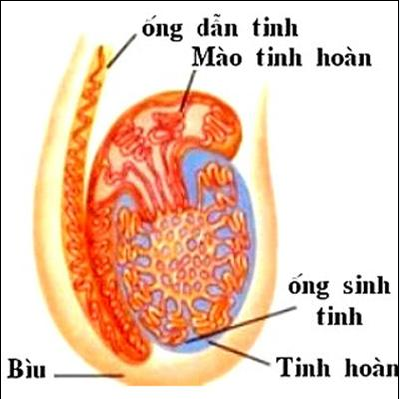 ống dẫn tinh
Mào tinh hoàn
ống sinh
tinh
Bìu
Tinh hoàn